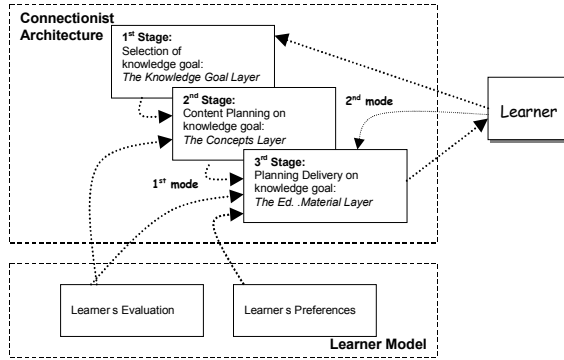 Connectionist
Architecture
1st Stage:
Selection of
knowledge goal:
The Knowledge Goal Layer
2nd Stage:
Content Planning on
knowledge goal:
The Concepts Layer
3rd Stage:
Planning Delivery on
knowledge goal:
The Ed. .Material Layer
2nd mode
1st mode
Learner
Learner s Evaluation
Learner s Preferences
Learner Model